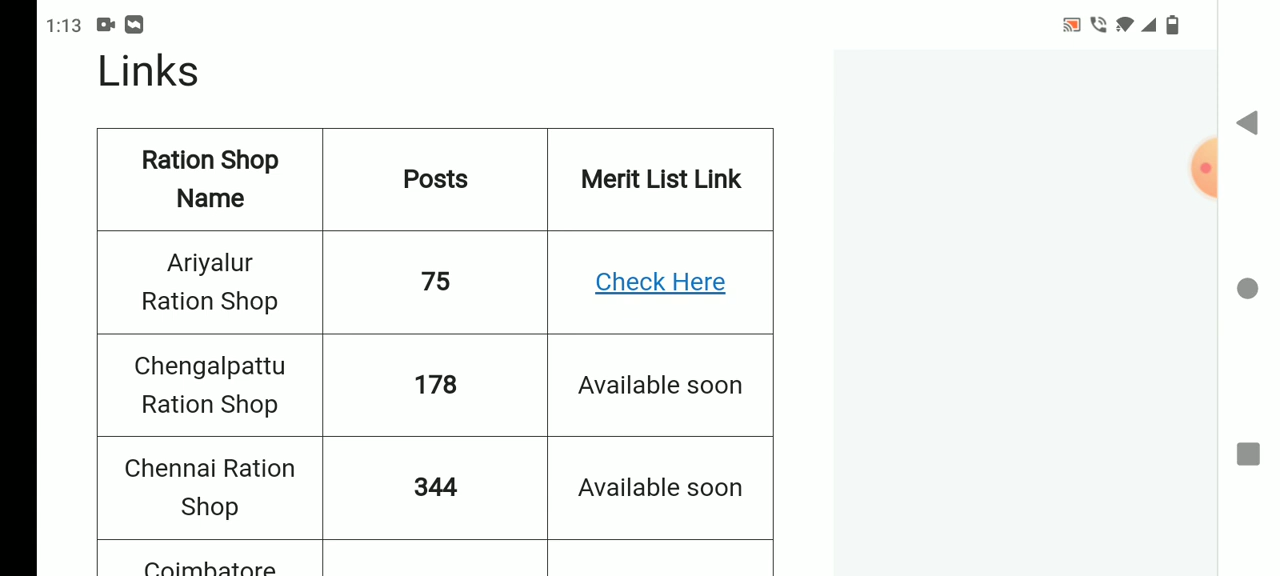 1:13
Links
Ration Shop
Name
Posts
Merit List Link
Ariyalur
Ration Shop
75
Check Here
Chengalpattu
Ration Shop
178
Available soon
Chennai Ration
Shop
344
Available soon
Coimbatore